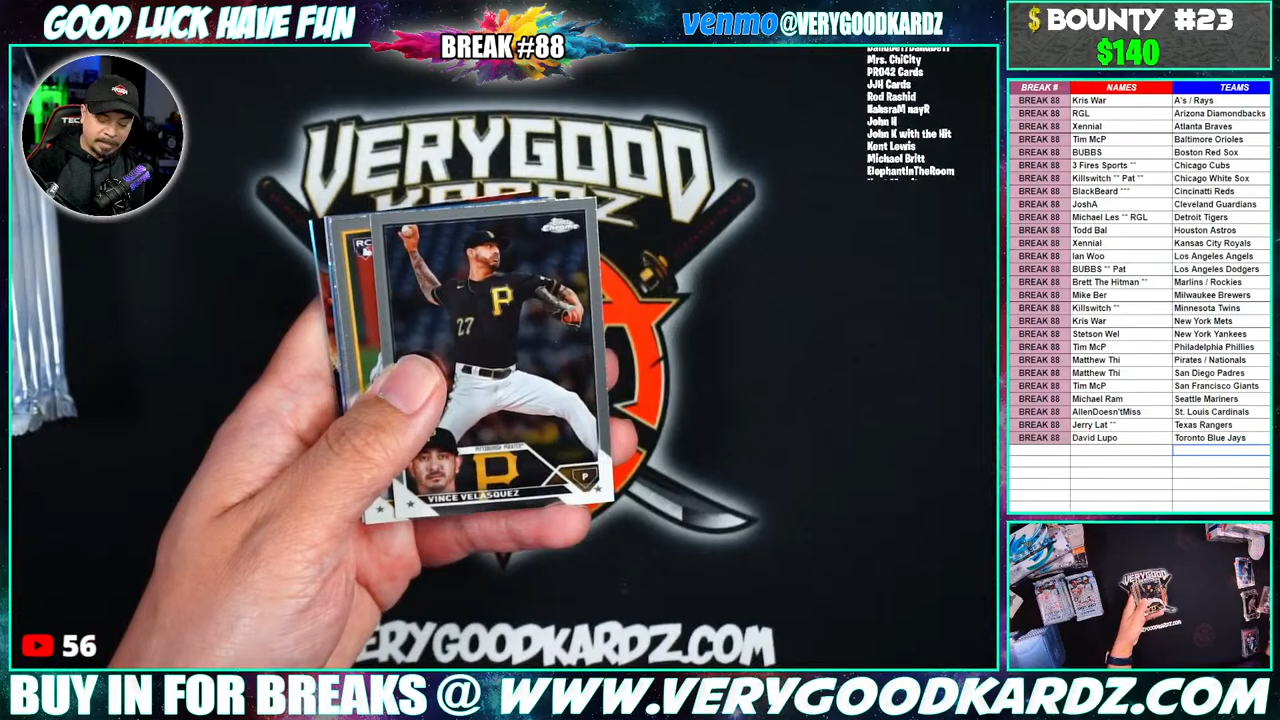 GOOD LUCK HAVE FUN
BREAK #88
venmo @VERYGOODKARDZ
$ BOUNTY #23
$140
Mrs. ChiCity
PRO42 Cards
JJH Cards
Rod Rashid
HahsraM nayR
John H
John K with the Hit
Kent Lewis
Michael Britt
ElephantInTheRoom
BREAK # NAMES TEAMS
BREAK 88 Kris War A's / Rays
BREAK 88 RGL Arizona Diamondbacks
BREAK 88 Xennial Atlanta Braves
BREAK 88 Tim McP Baltimore Orioles
BREAK 88 BUBBS Boston Red Sox
BREAK 88 3 Fires Sports ** Chicago Cubs
BREAK 88 Killswitch ** Pat ** Chicago White Sox
BREAK 88 BlackBeard *** Cincinatti Reds
BREAK 88 JoshA Cleveland Guardians
BREAK 88 Michael Les ** RGL Detroit Tigers
BREAK 88 Todd Bal Houston Astros
BREAK 88 Xennial Kansas City Royals
BREAK 88 Ian Woo Los Angeles Angels
BREAK 88 BUBBS ** Pat Los Angeles Dodgers
BREAK 88 Brett The Hitman ** Marlins / Rockies
BREAK 88 Mike Ber Milwaukee Brewers
BREAK 88 Killswitch ** Minnesota Twins
BREAK 88 Kris War New York Mets
BREAK 88 Stetson Wel New York Yankees
BREAK 88 Tim McP Philadelphia Phillies
BREAK 88 Matthew Thi Pirates / Nationals
BREAK 88 Matthew Thi San Diego Padres
BREAK 88 Tim McP San Francisco Giants
BREAK 88 Michael Ram Seattle Mariners
BREAK 88 AllenDoesn'tMiss St. Louis Cardinals
BREAK 88 Jerry Lat ** Texas Rangers
BREAK 88 David Lupo Toronto Blue Jays
VERYGOOD
KARDZ
RC
Topps Chrome
P
27
PITTSBURGH PIRATES
P
P
VINCE VELASQUEZ
VERYGOOD
VERYGOODKARDZ.COM
56
BUY IN FOR BREAKS @ WWW.VERYGOODKARDZ.COM